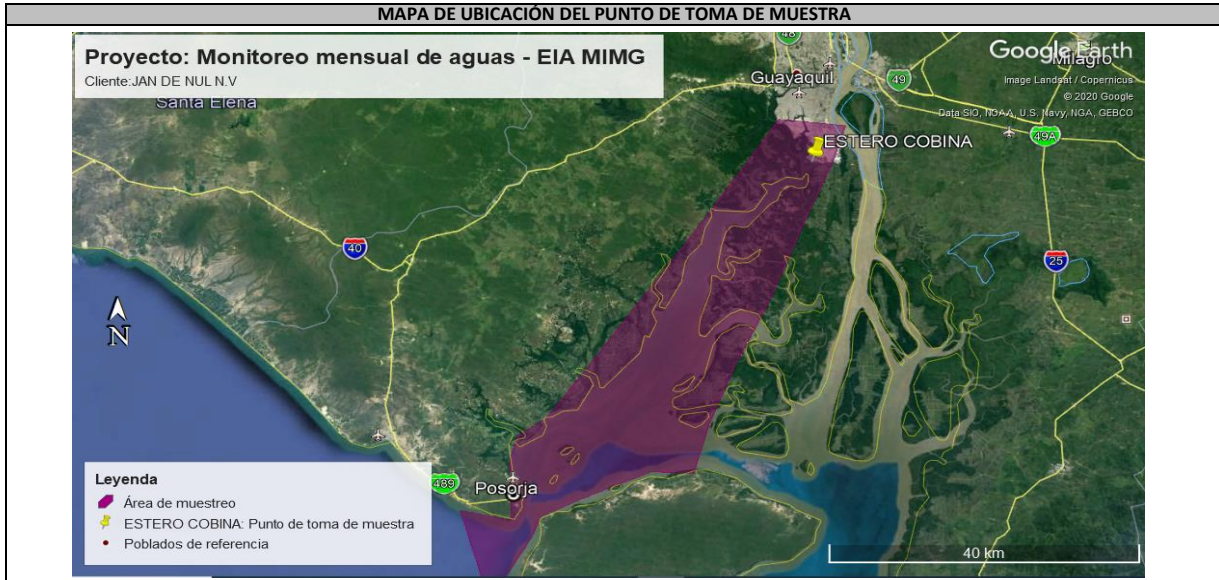 MAPA DE UBICACIÓN DEL PUNTO DE TOMA DE MUESTRA
Proyecto: Monitoreo mensual de aguas - EIA MIMG
Cliente:JAN DE NUL N.V
Google Earth
Milagro
Image Landsat / Copernicus
© 2020 Google
Data SIO, NOAA, U.S. Navy, NGA, GEBCO
Santa Elena
48
Guayaquil
49
49A
ESTERO COBINA
40
25
N
489
Posorja
Leyenda
Área de muestreo
ESTERO COBINA: Punto de toma de muestra
Poblados de referencia
40 km